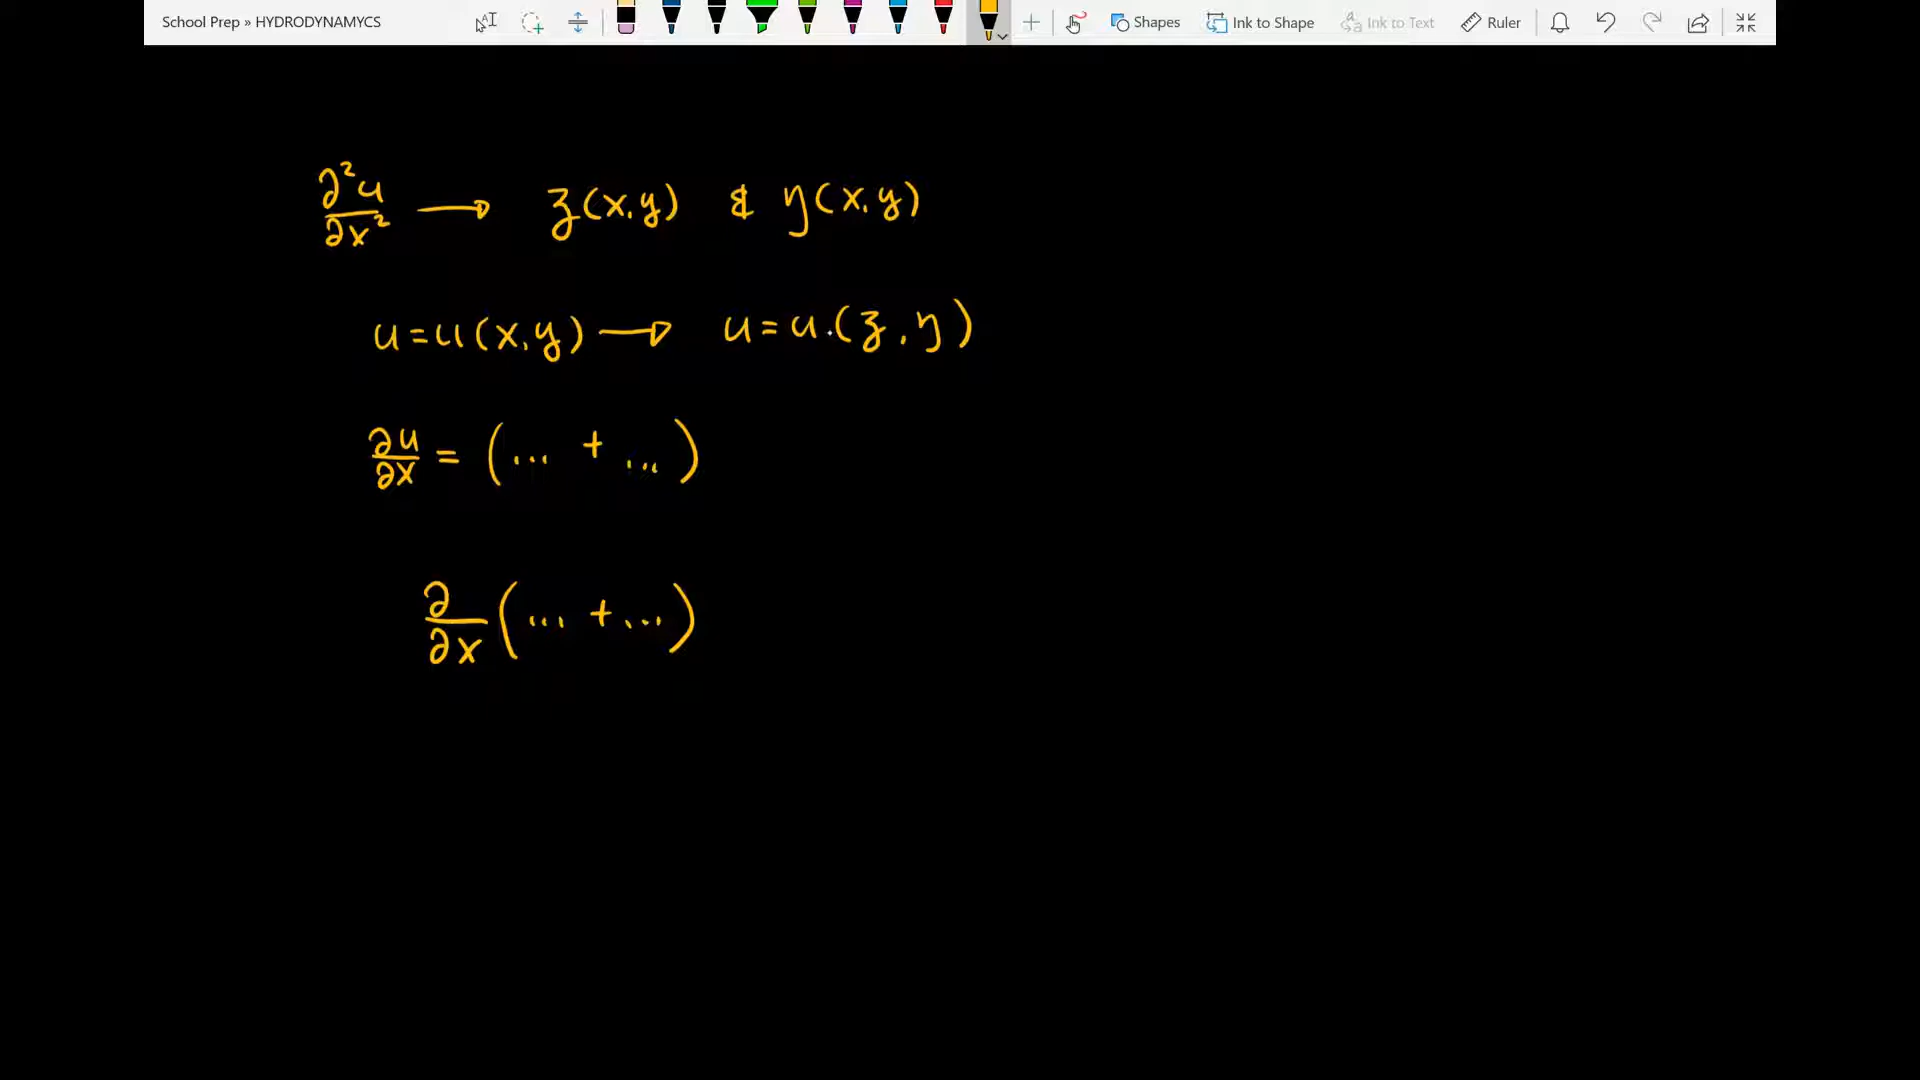 School Prep » HYDRODYNAMYCS Shapes Ink to Shape Ink to Text Ruler
∂²u/∂x² → ʒ(x,y) & η(x,y)
u=u(x,y) → u=u.(ʒ,η)
∂u/∂x = (... + ...)
∂/∂x (... + ...)